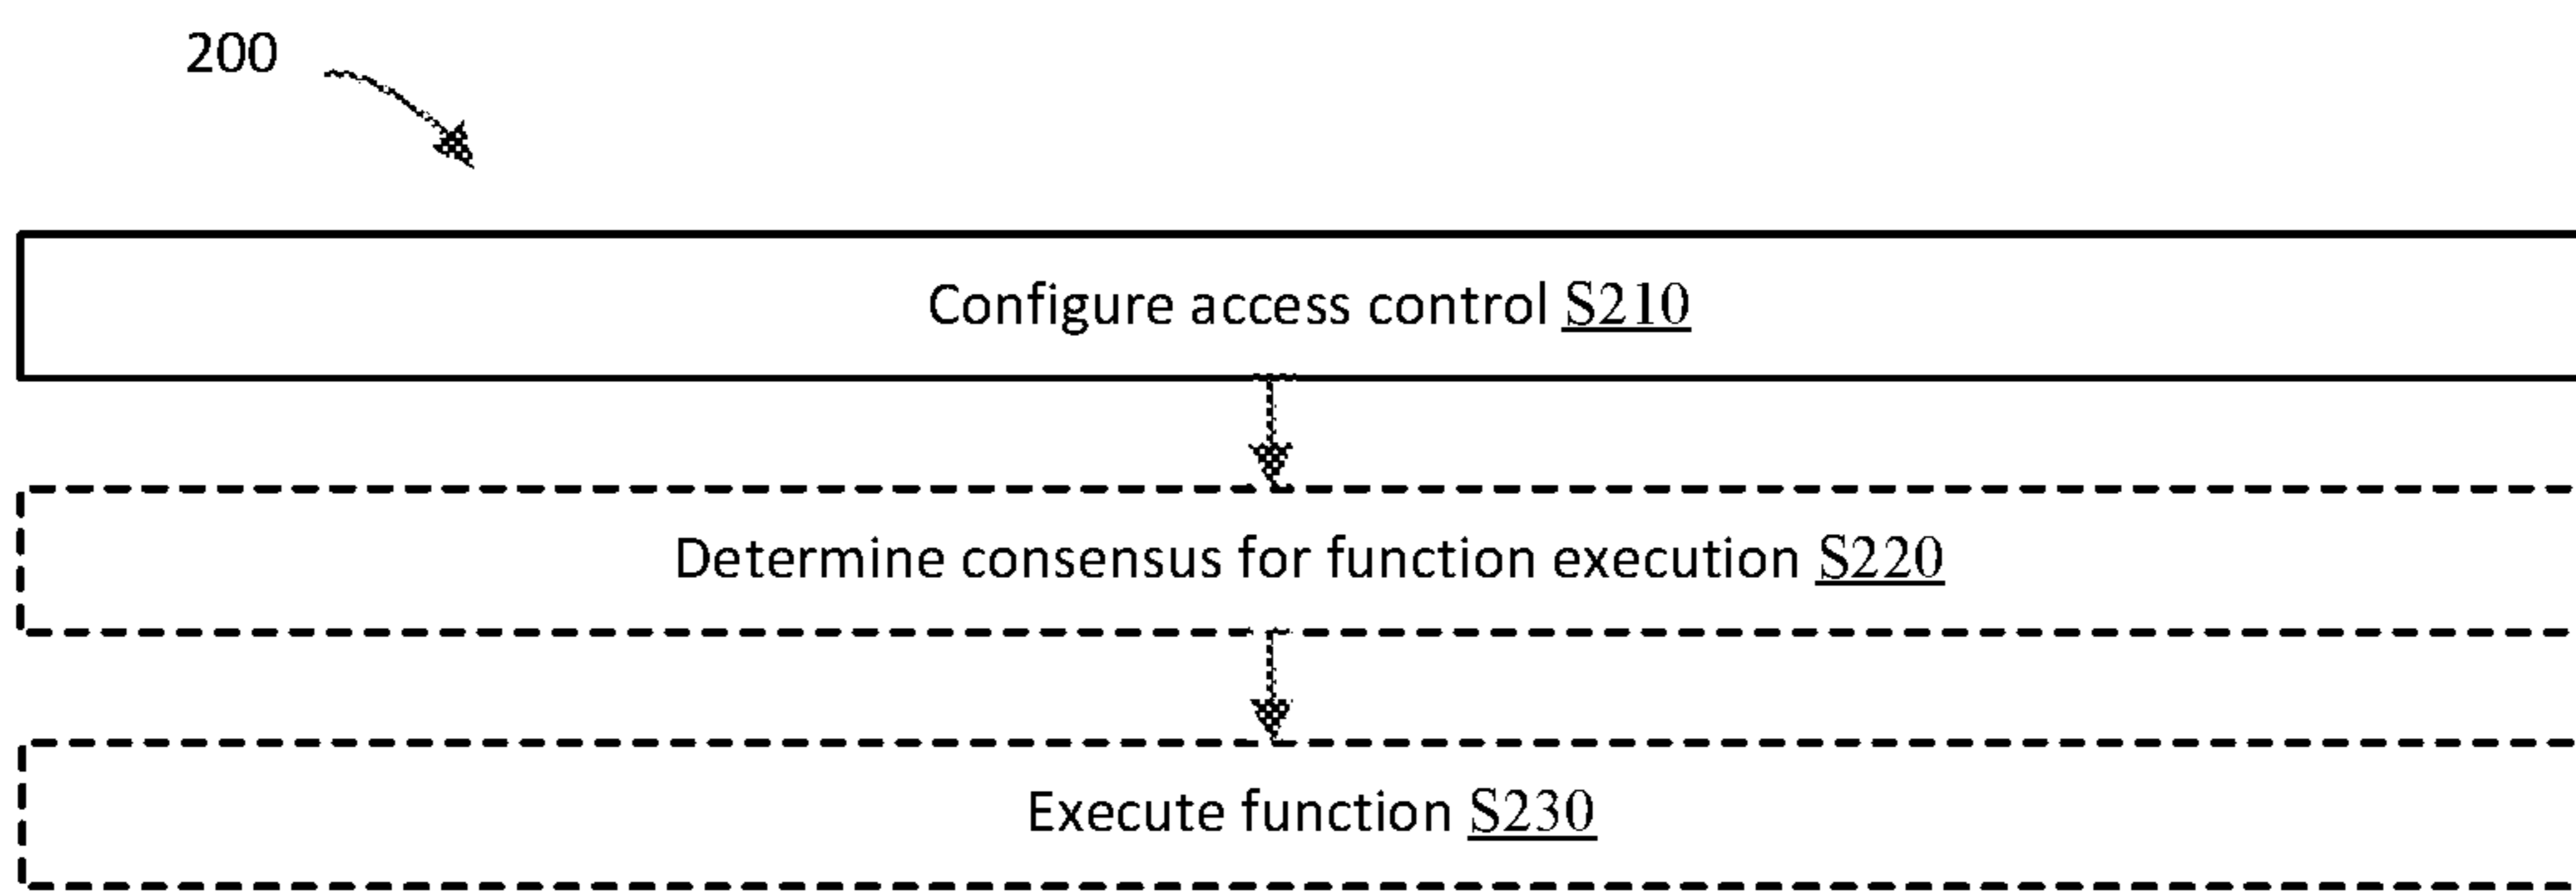 200
Configure access control S210
Determine consensus for function execution S220
Execute function S230